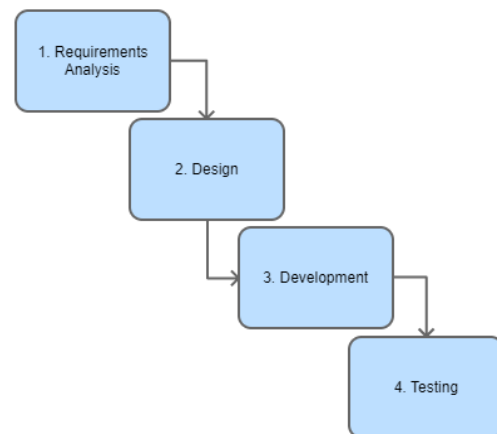 1. Requirements
Analysis
2. Design
3. Development
4. Testing